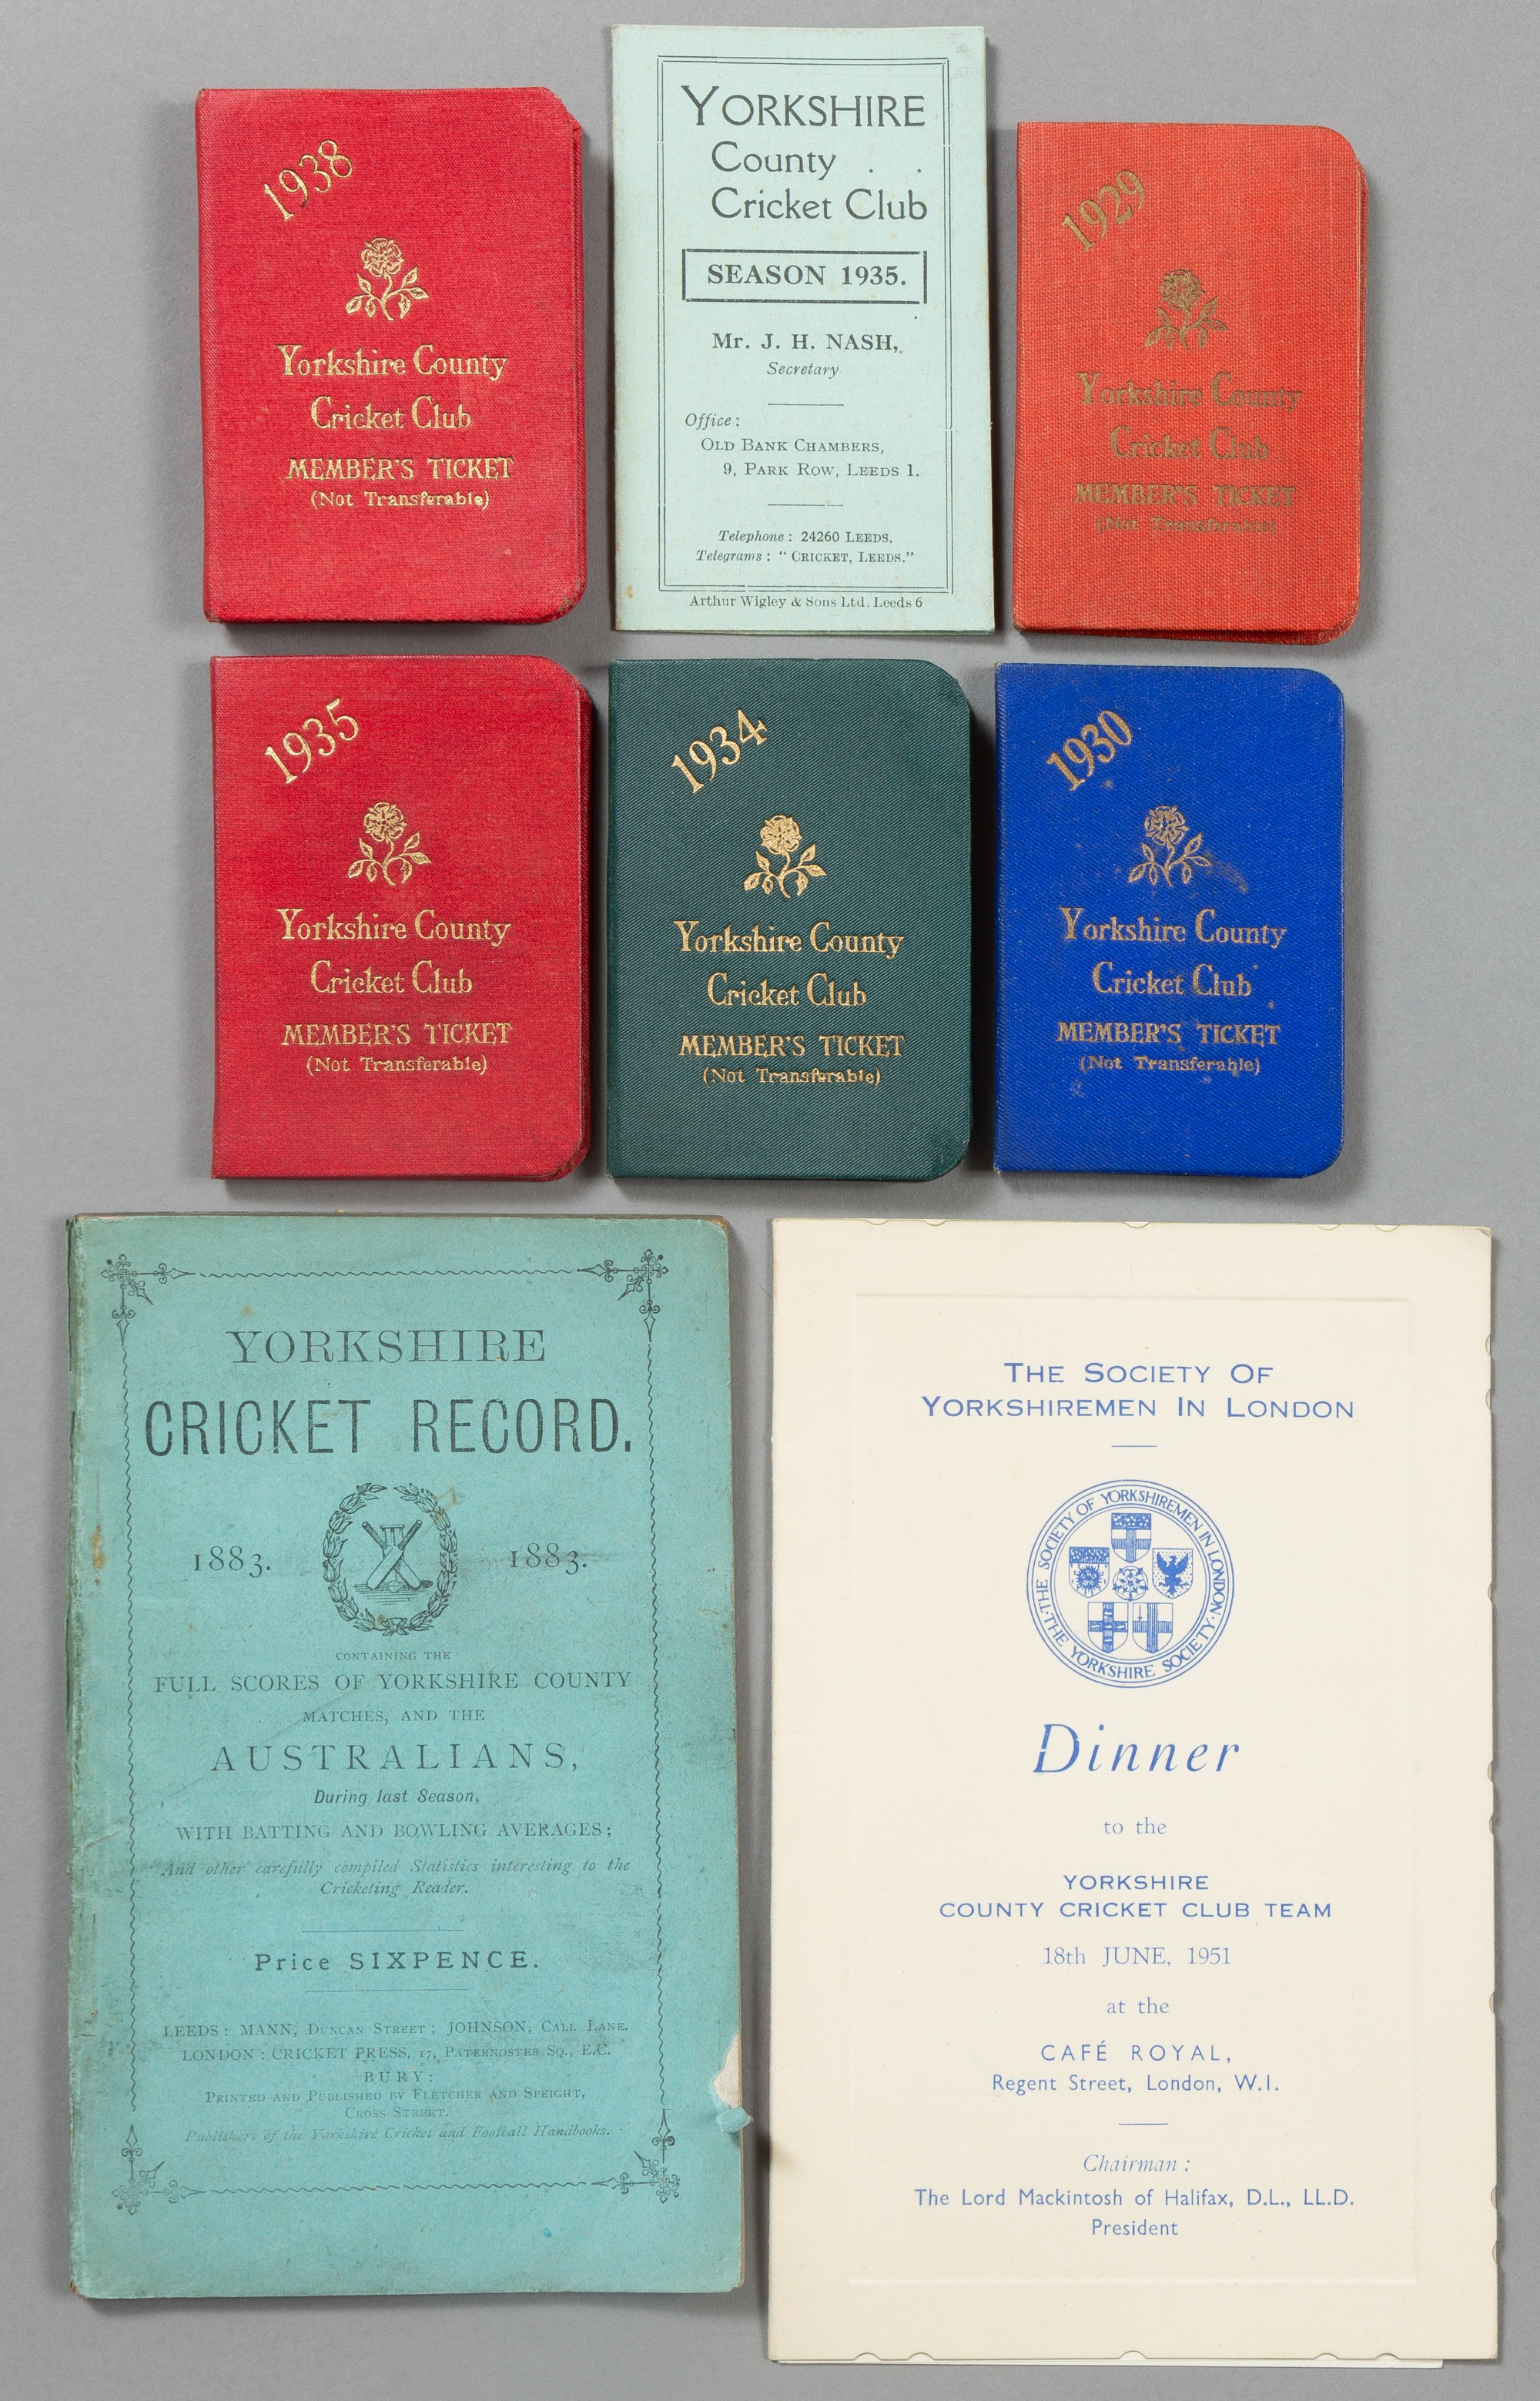 1938
Yorkshire County
Cricket Club
MEMBER'S TICKET
(Not Transferable)
YORKSHIRE
County . .
Cricket Club
SEASON 1935.
Mr. J. H. NASH,
Secretary
Office :
OLD BANK CHAMBERS,
9, PARK ROW, LEEDS 1.
Telephone : 24260 LEEDS.
Telegrams : " CRICKET, LEEDS."
Arthur Wigley & Sons Ltd. Leeds 6
1929
Yorkshire County
Cricket Club
MEMBER'S TICKET
(Not Transferable)
1935
Yorkshire County
Cricket Club
MEMBER'S TICKET
(Not Transferable)
1934
Yorkshire County
Cricket Club
MEMBER'S TICKET
(Not Transferable)
1930
Yorkshire County
Cricket Club
MEMBER'S TICKET
(Not Transferable)
YORKSHIRE
CRICKET RECORD.
1883. 1883.
CONTAINING THE
FULL SCORES OF YORKSHIRE COUNTY
MATCHES, AND THE
AUSTRALIANS,
During last Season,
WITH BATTING AND BOWLING AVERAGES;
And other carefully compiled Statistics interesting to the
Cricketing Reader.
Price SIXPENCE.
LEEDS: MANN, DUNCAN STREET; JOHNSON, CALL LANE.
LONDON: CRICKET PRESS, 17, PATERNOSTER SQ., E.C.
BURY:
PRINTED AND PUBLISHED BY FLETCHER AND SPEIGHT,
CROSS STREET.
Publishers of the Yorkshire Cricket and Football Handbooks.
THE SOCIETY OF
YORKSHIREMEN IN LONDON
THE SOCIETY OF YORKSHIREMEN IN LONDON · THE YORKSHIRE SOCIETY ·
Dinner
to the
YORKSHIRE
COUNTY CRICKET CLUB TEAM
18th JUNE, 1951
at the
CAFÉ ROYAL,
Regent Street, London, W.1.
Chairman :
The Lord Mackintosh of Halifax, D.L., LL.D.
President